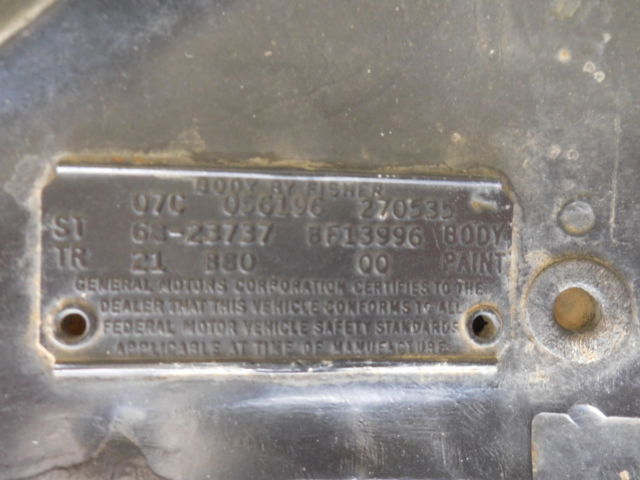 BODY BY FISHER
07C 056196 270535
ST 68-23737 BF13996 BODY
TR 21 880 00 PAINT
GENERAL MOTORS CORPORATION CERTIFIES TO THE
DEALER THAT THIS VEHICLE CONFORMS TO ALL
FEDERAL MOTOR VEHICLE SAFETY STANDARDS
APPLICABLE AT TIME OF MANUFACTURE